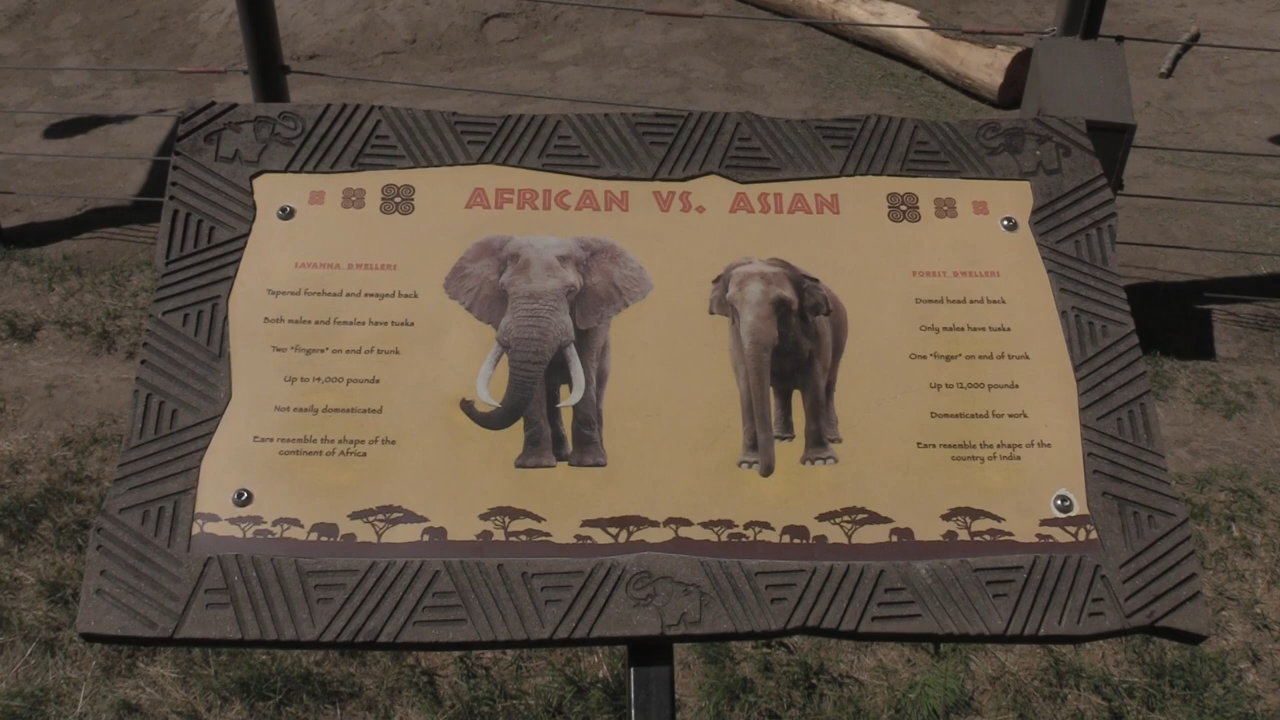 AFRICAN VS. ASIAN
SAVANNA DWELLERS
Tapered forehead and swayed back
Both males and females have tusks
Two "fingers" on end of trunk
Up to 14,000 pounds
Not easily domesticated
Ears resemble the shape of the
continent of Africa
FOREST DWELLERS
Domed head and back
Only males have tusks
One "finger" on end of trunk
Up to 12,000 pounds
Domesticated for work
Ears resemble the shape of the
country of India